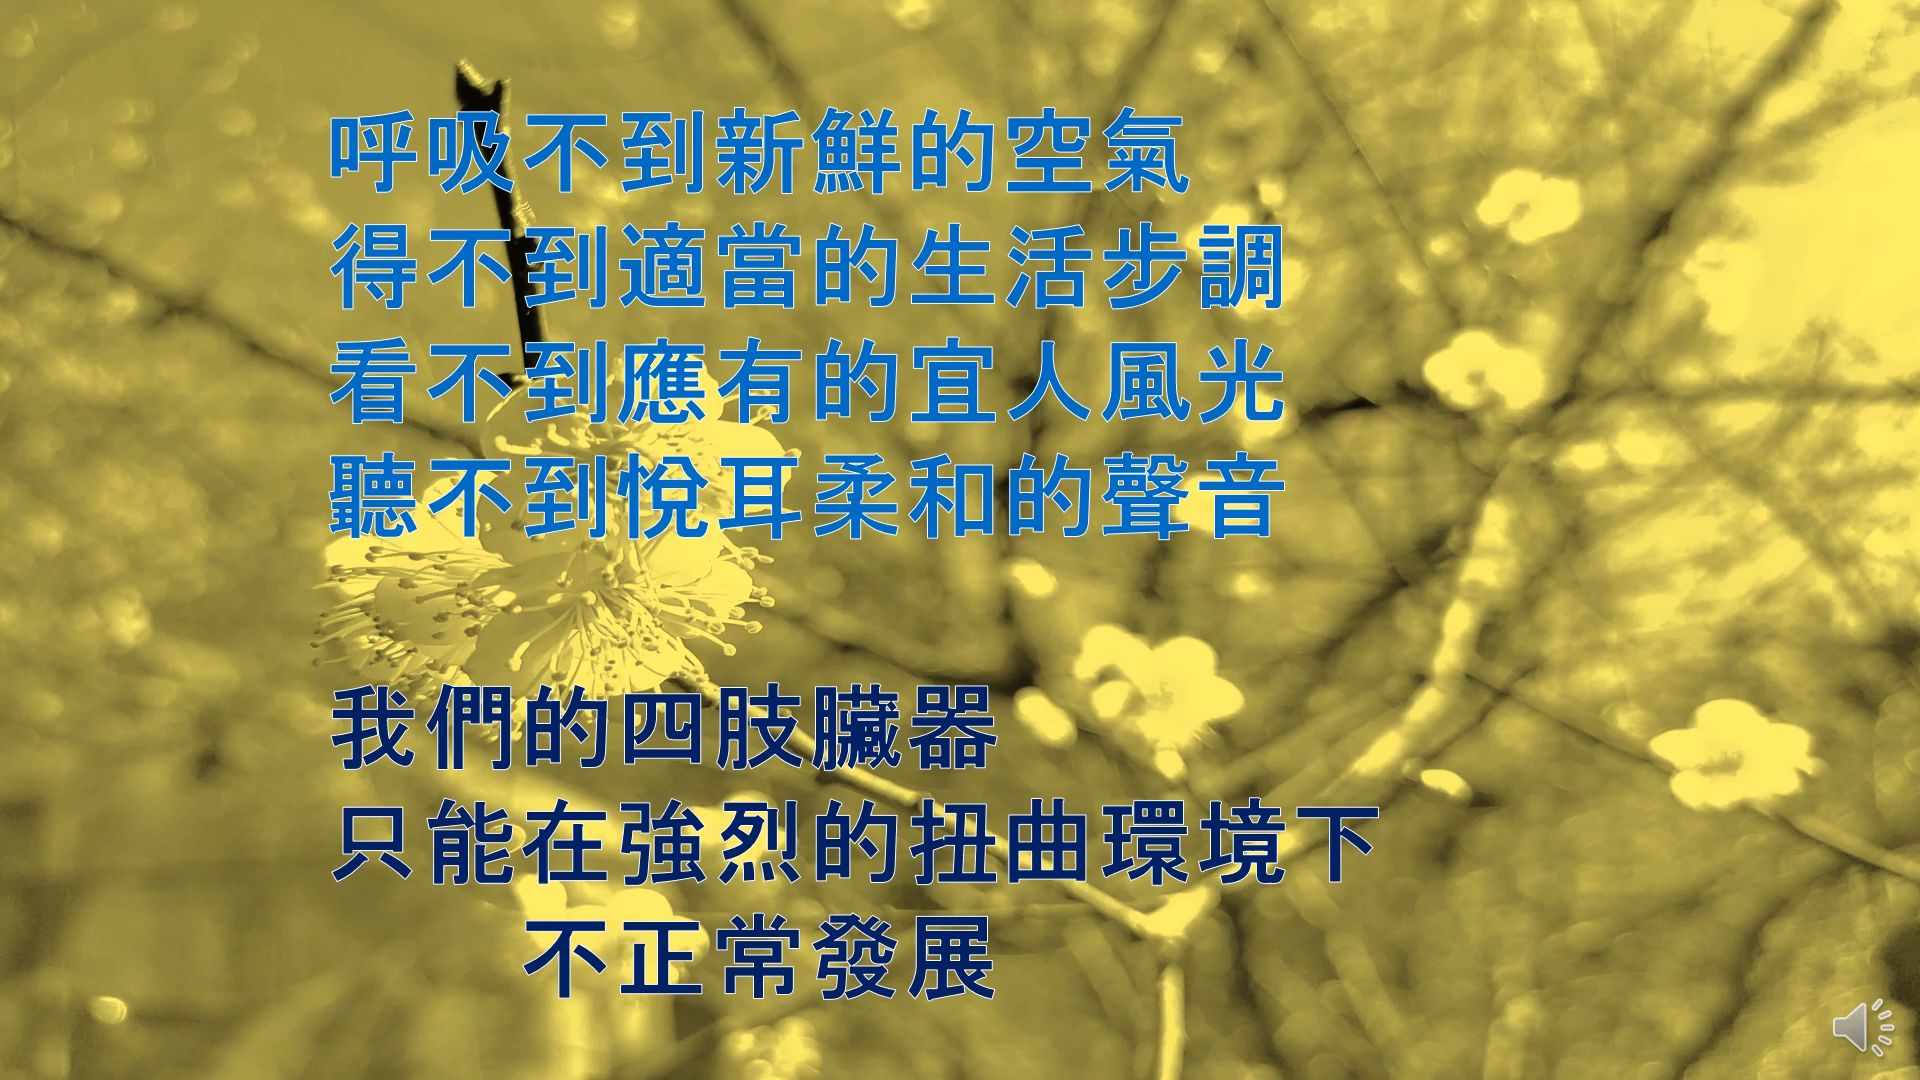 呼吸不到新鮮的空氣
得不到適當的生活步調
看不到應有的宜人風光
聽不到悅耳柔和的聲音
我們的四肢臟器
只能在強烈的扭曲環境下
不正常發展